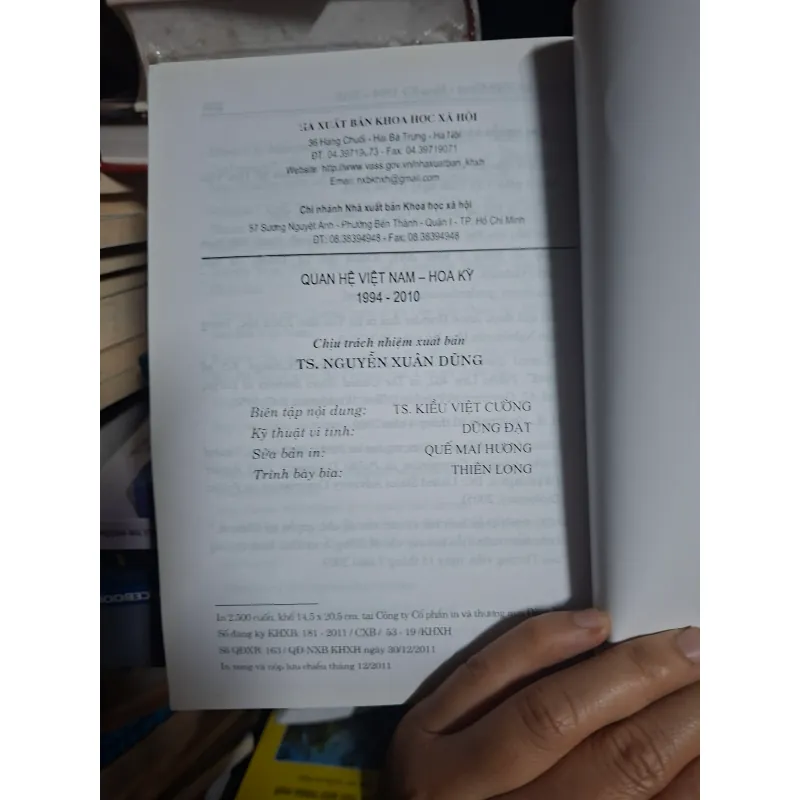 XUẤT BẢN KHOA HỌC XÃ HỘI
36 Hàng Chuối - Hai Bà Trưng - Hà Nội
ĐT: 73 - Fax: 04.39719071
Email: nxbkhxh@gmail.com
Chi nhánh Nhà xuất bản Khoa học xã hội
57 Sương Nguyệt Ánh - Phường Bến Thành - Quận I - TP. Hồ Chí Minh
ĐT: 08.38394948 - Fax: 08.38394948
QUAN HỆ VIỆT NAM – HOA KỲ
1994 - 2010
Chịu trách nhiệm xuất bản
TS. NGUYỄN XUÂN DŨNG
Biên tập nội dung: TS. KIỀU VIỆT CƯỜNG
Kỹ thuật vi tính: DŨNG ĐẠT
Sửa bản in: QUẾ MAI HƯƠNG
Trình bày bìa: THIÊN LONG
In 2.500 cuốn, khổ 14,5 x 20,5 cm, tại Công ty Cổ phần in và thương mại
Số đăng ký KHXB: 181 - 2011 / CXB / 53 - 19 /KHXH
Số QĐXB: 163 / QĐ-NXB KHXH ngày 30/12/2011
In xong và nộp lưu chiểu tháng 12/2011